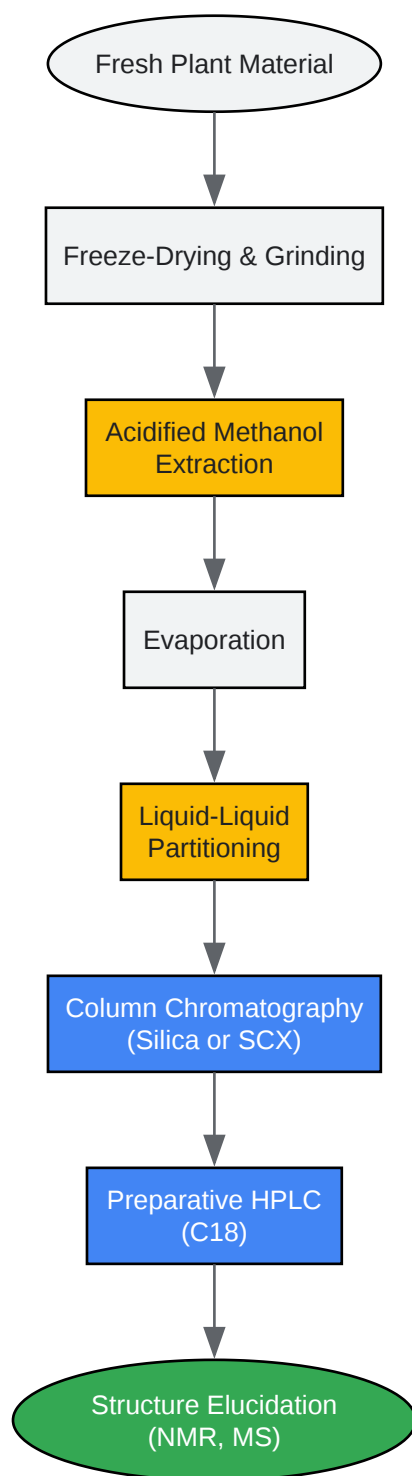 Fresh Plant Material
Freeze-Drying & Grinding
Acidified Methanol
Extraction
Evaporation
Liquid-Liquid
Partitioning
Column Chromatography
(Silica or SCX)
Preparative HPLC
(C18)
Structure Elucidation
(NMR, MS)